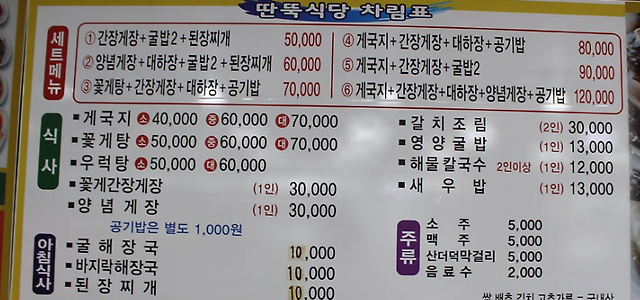 딴뚝식당 차림표
세트메뉴
① 간장게장+굴밥2+된장찌개 50,000
② 양념게장+대하장+굴밥2+된장찌개 60,000
③ 꽃게탕+간장게장+대하장+공기밥 70,000
④ 게국지+간장게장+대하장+공기밥 80,000
⑤ 게국지+간장게장+굴밥2 90,000
⑥ 게국지+간장게장+대하장+양념게장+공기밥 120,000
식사
▪게국지 소 40,000 중 60,000 대 70,000
▪꽃게탕 소 50,000 중 60,000 대 70,000
▪우럭탕 소 50,000 대 60,000
▪꽃게간장게장 (1인) 30,000
▪양념게장 (1인) 30,000
공기밥은 별도 1,000원
▪갈치조림 (2인) 30,000
▪영양굴밥 (1인) 13,000
▪해물칼국수 2인이상 (1인) 12,000
▪새우밥 (1인) 13,000
아침식사
▪굴해장국 10,000
▪바지락해장국 10,000
▪된장찌개 10,000
주류
소주 5,000
맥주 5,000
산더덕막걸리 5,000
음료수 2,000
쌀 배추 김치 고추가루 = 국내산